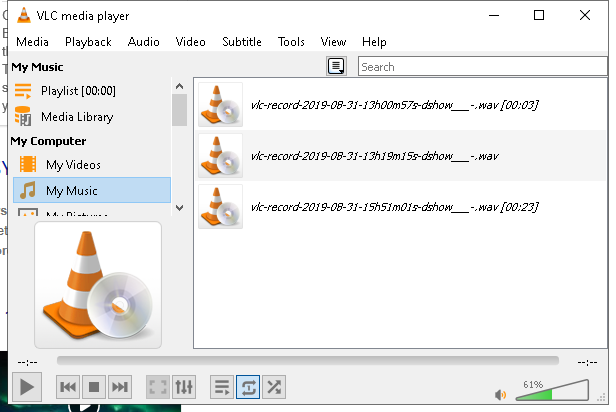 VLC media player
Media Playback Audio Video Subtitle Tools View Help
My Music
Search
Playlist [00:00]
Media Library
My Computer
My Videos
My Music
My Pictures
vlc-record-2019-08-31-13h00m57s-dshow___-.wav [00:03]
vlc-record-2019-08-31-13h19m15s-dshow___-.wav
vlc-record-2019-08-31-15h51m01s-dshow___-.wav [00:23]
--:--
--:--
61%